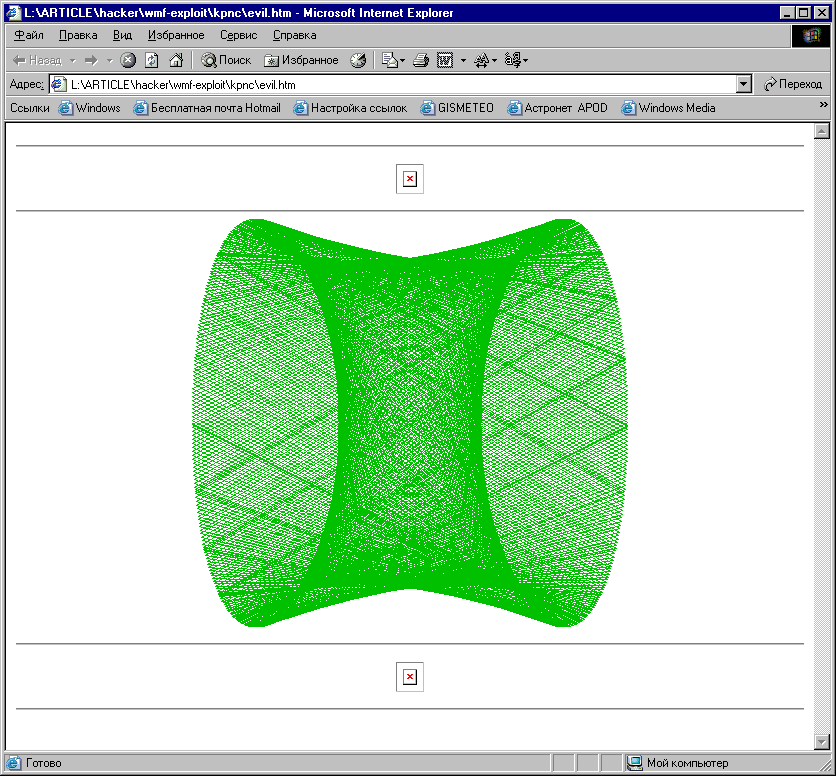 L:\ARTICLE\hacker\wmf-exploit\kpnc\evil.htm - Microsoft Internet Explorer
Файл Правка Вид Избранное Сервис Справка
Назад Поиск Избранное
Адрес: L:\ARTICLE\hacker\wmf-exploit\kpnc\evil.htm Переход
Ссылки Windows Бесплатная почта Hotmail Настройка ссылок GISMETEO Астронет APOD Windows Media »
Готово Мой компьютер